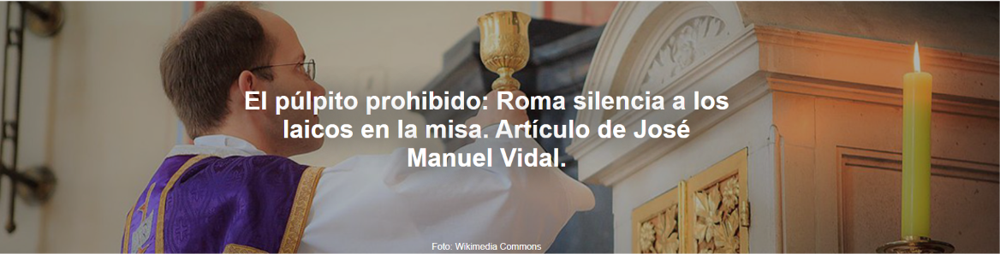 El púlpito prohibido: Roma silencia a los
laicos en la misa. Artículo de José
Manuel Vidal.
Foto: Wikimedia Commons